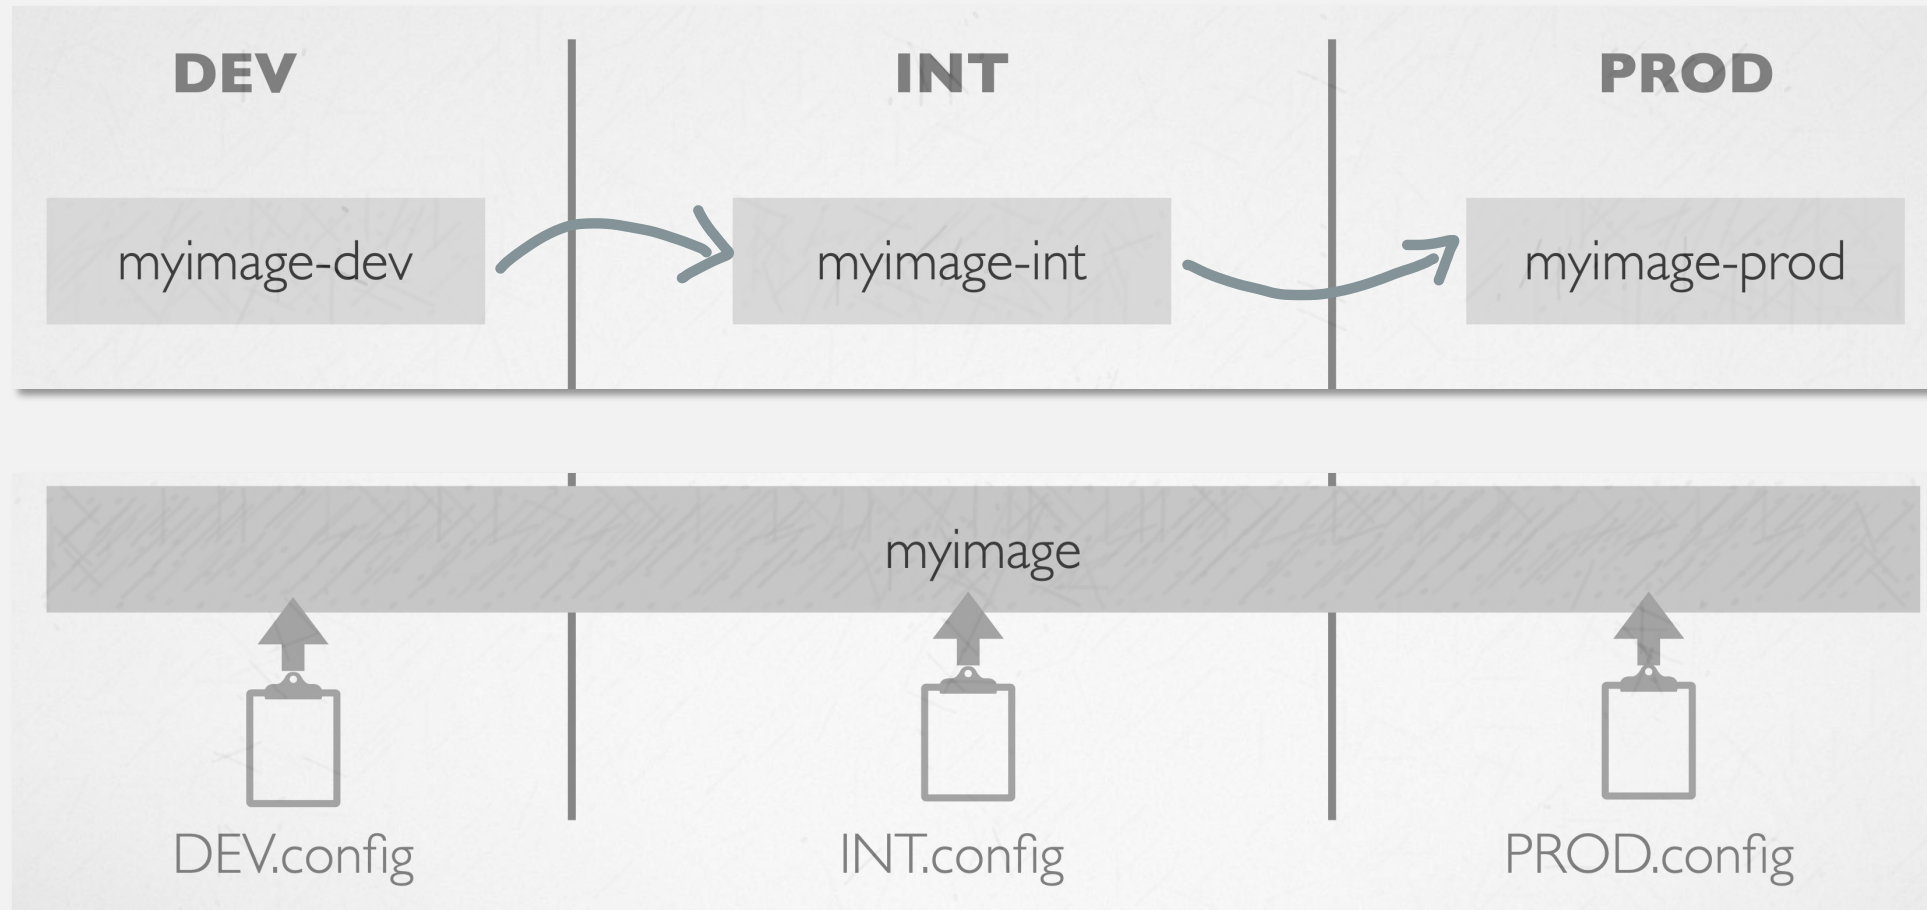 DEV
INT
PROD
myimage-dev
myimage-int
myimage-prod
myimage
DEV.config
INT.config
PROD.config